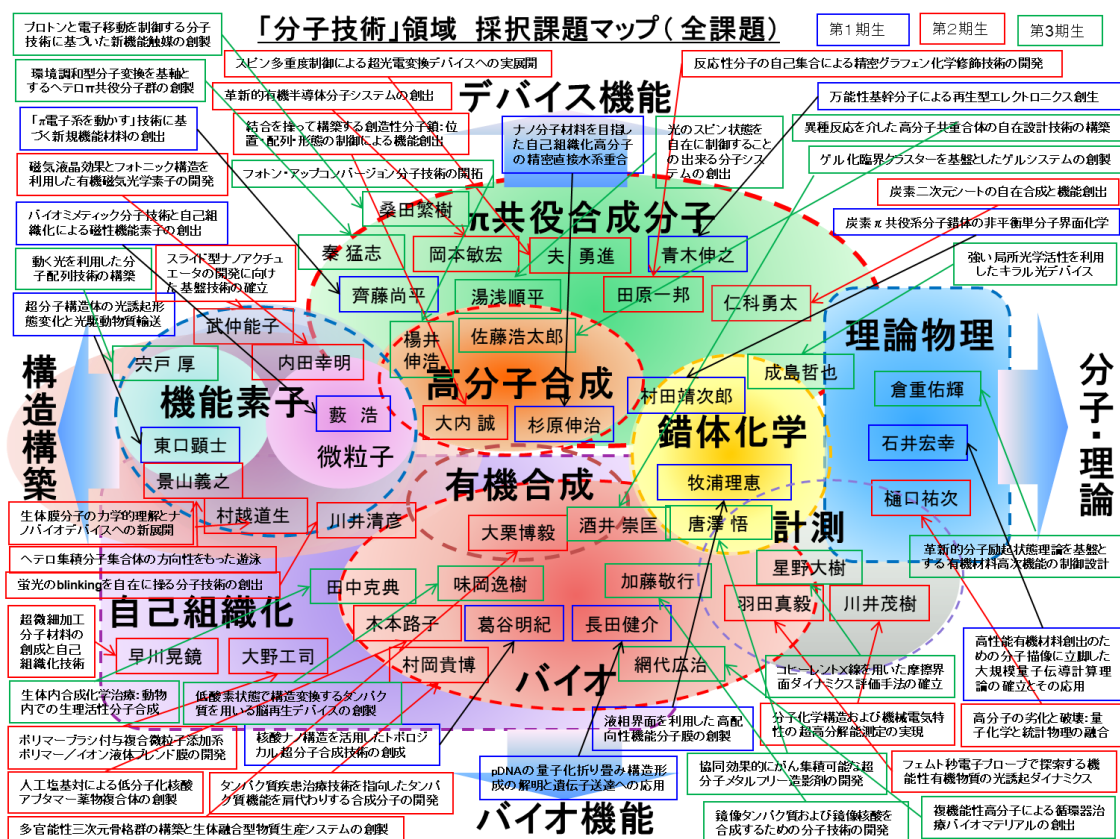 「分子技術」領域 採択課題マップ(全課題)
第1期生
第2期生
第3期生
プロトンと電子移動を制御する分子
技術に基づいた新機能触媒の創製
環境調和型分子変換を基軸と
するヘテロπ共役分子群の創製
「π電子系を動かす」技術に基
づく新規機能材料の創出
磁気液晶効果とフォトニック構造を
利用した有機磁気光学素子の開発
バイオミメティック分子技術と自己組
織化による磁性機能素子の創出
動く光を利用した分
子配列技術の構築
スライド型ナノアクチュ
エータの開発に向け
た 基盤技術の確立
超分子構造体の光誘起形
態変化と光駆動物質輸送
スピン多重度制御による超光電変換デバイスへの実展開
革新的有機半導体分子システムの創出
結合を操って構築する創造性分子鎖:位
置・配列・形態の制御による機能創出
フォトン・アップコンバージョン分子技術の開拓
デバイス機能
ナノ分子材料を目指し
た自己組織化高分子
の精密直接水系重合
光のスピン状態を
自在に制御すること
の出来る分子シス
テムの創出
反応性分子の自己集合による精密グラフェン化学修飾技術の開発
万能性基幹分子による再生型エレクトロニクス創生
異種反応を介した高分子共重合体の自在設計技術の構築
ゲル化臨界クラスターを基盤としたゲルシステムの創製
炭素二次元シートの自在合成と機能創出
炭素π共役系分子錯体の非平衡単分子界面化学
強い局所光学活性を利用
したキラル光デバイス
桑田繁樹
π共役合成分子
秦 猛志
岡本敏宏
夫 勇進
青木伸之
齊藤尚平
湯浅順平
田原一邦
仁科勇太
武仲能子
楊井
伸浩
佐藤浩太郎
理論物理
宍戸 厚
内田幸明
高分子合成
成島哲也
倉重佑輝
構造構築
機能素子
藪 浩
大内 誠
杉原伸治
村田靖次郎
錯体化学
分子・理論
東口顕士
微粒子
石井宏幸
景山義之
有機合成
牧浦理恵
樋口祐次
生体膜分子の力学的理解とナ
ノバイオデバイスへの新展開
村越道生
川井清彦
大栗博毅
酒井 崇匡
唐澤 悟
計測
ヘテロ集積分子集合体の方向性をもった遊泳
蛍光のblinkingを自在に操る分子技術の創出
革新的分子励起状態理論を基盤と
する有機材料高次機能の制御設計
自己組織化
田中克典
味岡逸樹
加藤敬行
星野大樹
羽田真毅
川井茂樹
超微細加工
分子材料の
創成と自己
組織化技術
早川晃鏡
大野工司
木本路子
葛谷明紀
長田健介
村岡貴博
バイオ
網代広治
高性能有機材料創出のた
めの分子描像に立脚した
大規模量子伝導計算理
論の確立とその応用
コヒーレントX線を用いた摩擦界
面ダイナミクス評価手法の確立
生体内合成化学治療:動物
内での生理活性分子合成
低酸素状態で構造変換するタンパク
質を用いる脳再生デバイスの創製
液相界面を利用した高配
向性機能分子膜の創製
分子化学構造および機械電気特
性の超高分解能測定の実現
高分子の劣化と破壊:量
子化学と統計物理の融合
ポリマーブラシ付与複合微粒子添加系
ポリマー/イオン液体ブレンド膜の開発
核酸ナノ構造を活用したトポロジ
カル超分子合成技術の創成
協同効果的にがん集積可能な超
分子メタルフリー造影剤の開発
フェムト秒電子プローブで探索する機
能性有機物質の光誘起ダイナミクス
人工塩基対による低分子化核酸
アプタマー薬物複合体の創製
タンパク質疾患治療技術を指向したタンパ
ク質機能を肩代わりする合成分子の開発
pDNAの量子化折り畳み構造形
成の解明と遺伝子送達への応用
多官能性三次元骨格群の構築と生体融合型物質生産システムの創製
バイオ機能
鏡像タンパク質および鏡像核酸を
合成するための分子技術の開発
複機能性高分子による循環器治
療バイオマテリアルの創出